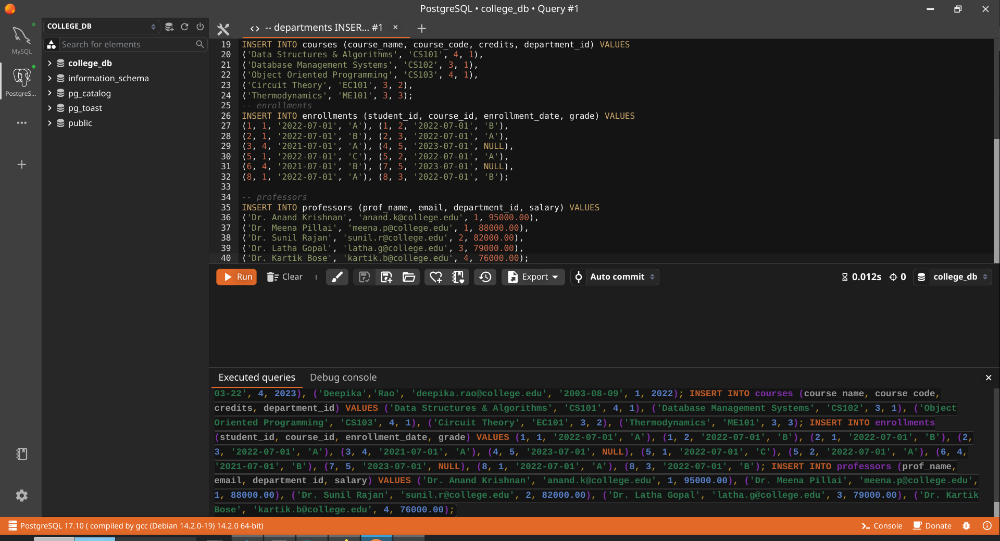 PostgreSQL • college_db • Query #1
COLLEGE_DB
-- departments INSER... #1
Search for elements
MySQL
PostgreS...
college_db
information_schema
pg_catalog
pg_toast
public
19 INSERT INTO courses (course_name, course_code, credits, department_id) VALUES
20 ('Data Structures & Algorithms', 'CS101', 4, 1),
21 ('Database Management Systems', 'CS102', 3, 1),
22 ('Object Oriented Programming', 'CS103', 4, 1),
23 ('Circuit Theory', 'EC101', 3, 2),
24 ('Thermodynamics', 'ME101', 3, 3);
25 -- enrollments
26 INSERT INTO enrollments (student_id, course_id, enrollment_date, grade) VALUES
27 (1, 1, '2022-07-01', 'A'), (1, 2, '2022-07-01', 'B'),
28 (2, 1, '2022-07-01', 'B'), (2, 3, '2022-07-01', 'A'),
29 (3, 4, '2021-07-01', 'A'), (4, 5, '2023-07-01', NULL),
30 (5, 1, '2022-07-01', 'C'), (5, 2, '2022-07-01', 'A'),
31 (6, 4, '2021-07-01', 'B'), (7, 5, '2023-07-01', NULL),
32 (8, 1, '2022-07-01', 'A'), (8, 3, '2022-07-01', 'B');
33
34 -- professors
35 INSERT INTO professors (prof_name, email, department_id, salary) VALUES
36 ('Dr. Anand Krishnan', 'anand.k@college.edu', 1, 95000.00),
37 ('Dr. Meena Pillai', 'meena.p@college.edu', 1, 88000.00),
38 ('Dr. Sunil Rajan', 'sunil.r@college.edu', 2, 82000.00),
39 ('Dr. Latha Gopal', 'latha.g@college.edu', 3, 79000.00),
40 ('Dr. Kartik Bose', 'kartik.b@college.edu', 4, 76000.00);
Run Clear Export Auto commit 0.012s 0 college_db
Executed queries Debug console
03-22', 4, 2023), ('Deepika','Rao', 'deepika.rao@college.edu', '2003-08-09', 1, 2022); INSERT INTO courses (course_name, course_code,
credits, department_id) VALUES ('Data Structures & Algorithms', 'CS101', 4, 1), ('Database Management Systems', 'CS102', 3, 1), ('Object
Oriented Programming', 'CS103', 4, 1), ('Circuit Theory', 'EC101', 3, 2), ('Thermodynamics', 'ME101', 3, 3); INSERT INTO enrollments
(student_id, course_id, enrollment_date, grade) VALUES (1, 1, '2022-07-01', 'A'), (1, 2, '2022-07-01', 'B'), (2, 1, '2022-07-01', 'B'), (2,
3, '2022-07-01', 'A'), (3, 4, '2021-07-01', 'A'), (4, 5, '2023-07-01', NULL), (5, 1, '2022-07-01', 'C'), (5, 2, '2022-07-01', 'A'), (6, 4,
'2021-07-01', 'B'), (7, 5, '2023-07-01', NULL), (8, 1, '2022-07-01', 'A'), (8, 3, '2022-07-01', 'B'); INSERT INTO professors (prof_name,
email, department_id, salary) VALUES ('Dr. Anand Krishnan', 'anand.k@college.edu', 1, 95000.00), ('Dr. Meena Pillai', 'meena.p@college.edu',
1, 88000.00), ('Dr. Sunil Rajan', 'sunil.r@college.edu', 2, 82000.00), ('Dr. Latha Gopal', 'latha.g@college.edu', 3, 79000.00), ('Dr. Kartik
Bose', 'kartik.b@college.edu', 4, 76000.00);
PostgreSQL 17.10 ( compiled by gcc (Debian 14.2.0-19) 14.2.0 64-bit) Console Donate